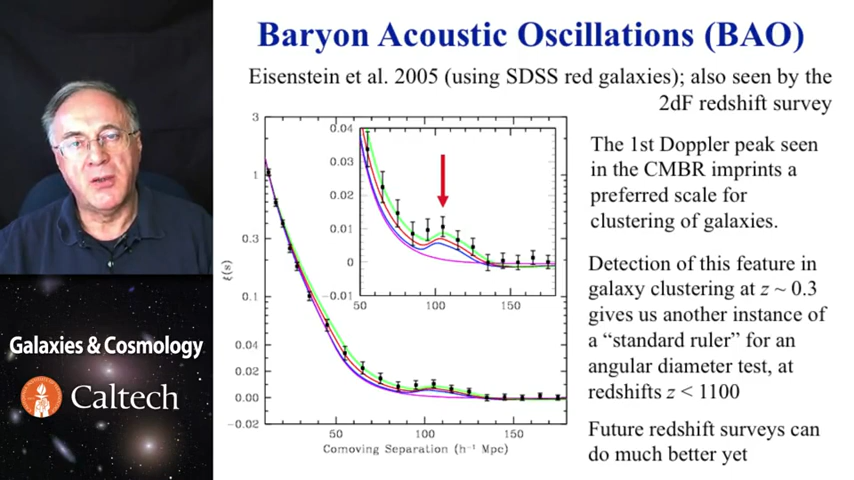 Baryon Acoustic Oscillations (BAO)
Eisenstein et al. 2005 (using SDSS red galaxies); also seen by the
2dF redshift survey
3
1
0.3
0.1
0.04
0.02
0.00
−0.02
ξ(s)
50
100
150
Comoving Separation (h⁻¹ Mpc)
0.04
0.03
0.02
0.01
0
−0.01
50
100
150
The 1st Doppler peak seen
in the CMBR imprints a
preferred scale for
clustering of galaxies.
Detection of this feature in
galaxy clustering at z ~ 0.3
gives us another instance of
a “standard ruler” for an
angular diameter test, at
redshifts z < 1100
Future redshift surveys can
do much better yet
Galaxies & Cosmology
Caltech